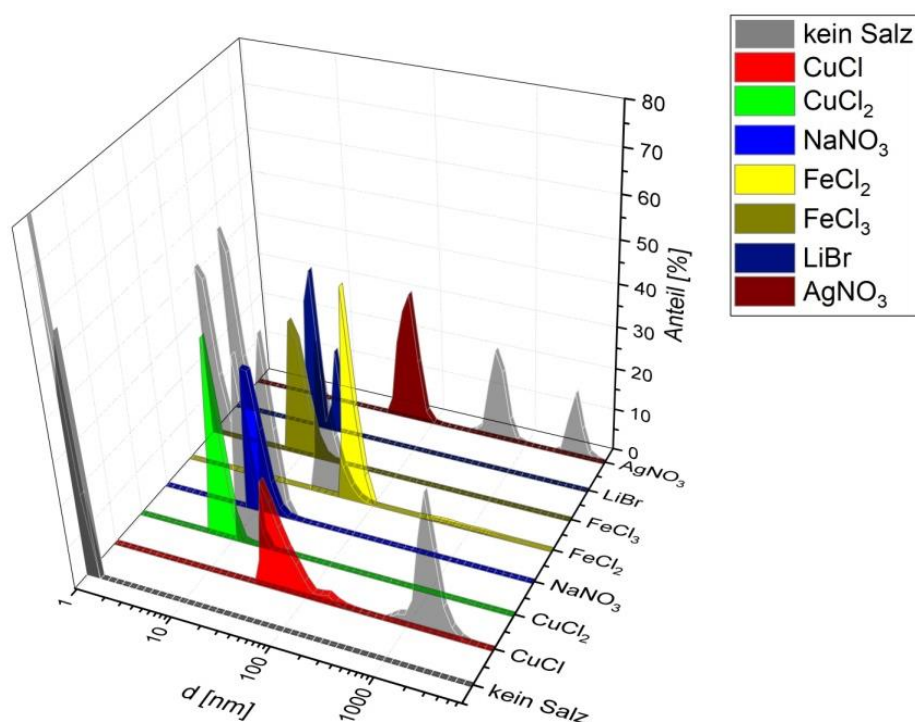 kein Salz
CuCl
CuCl₂
NaNO₃
FeCl₂
FeCl₃
LiBr
AgNO₃
80
70
60
50
40
30
20
10
0
Anteil [%]
AgNO₃
LiBr
FeCl₃
FeCl₂
NaNO₃
CuCl₂
CuCl
kein Salz
1
10
100
1000
d [nm]